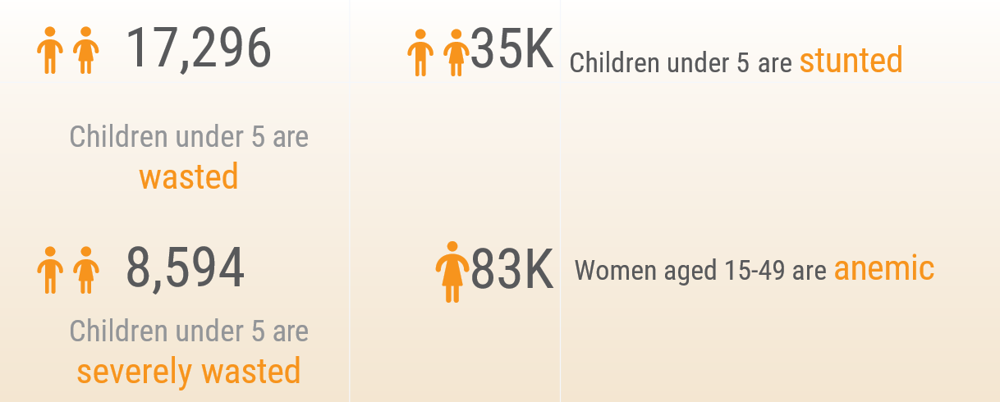 17,296
Children under 5 are
wasted
35K Children under 5 are stunted
8,594
Children under 5 are
severely wasted
83K Women aged 15-49 are anemic